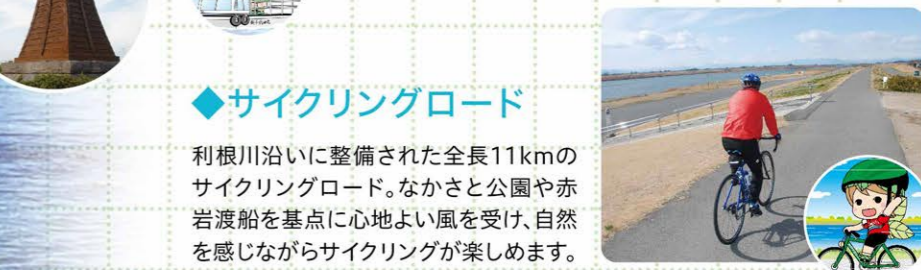 ◆サイクリングロード
利根川沿いに整備された全長11kmの
サイクリングロード。なかさと公園や赤
岩渡船を基点に心地よい風を受け、自然
を感じながらサイクリングが楽しめます。